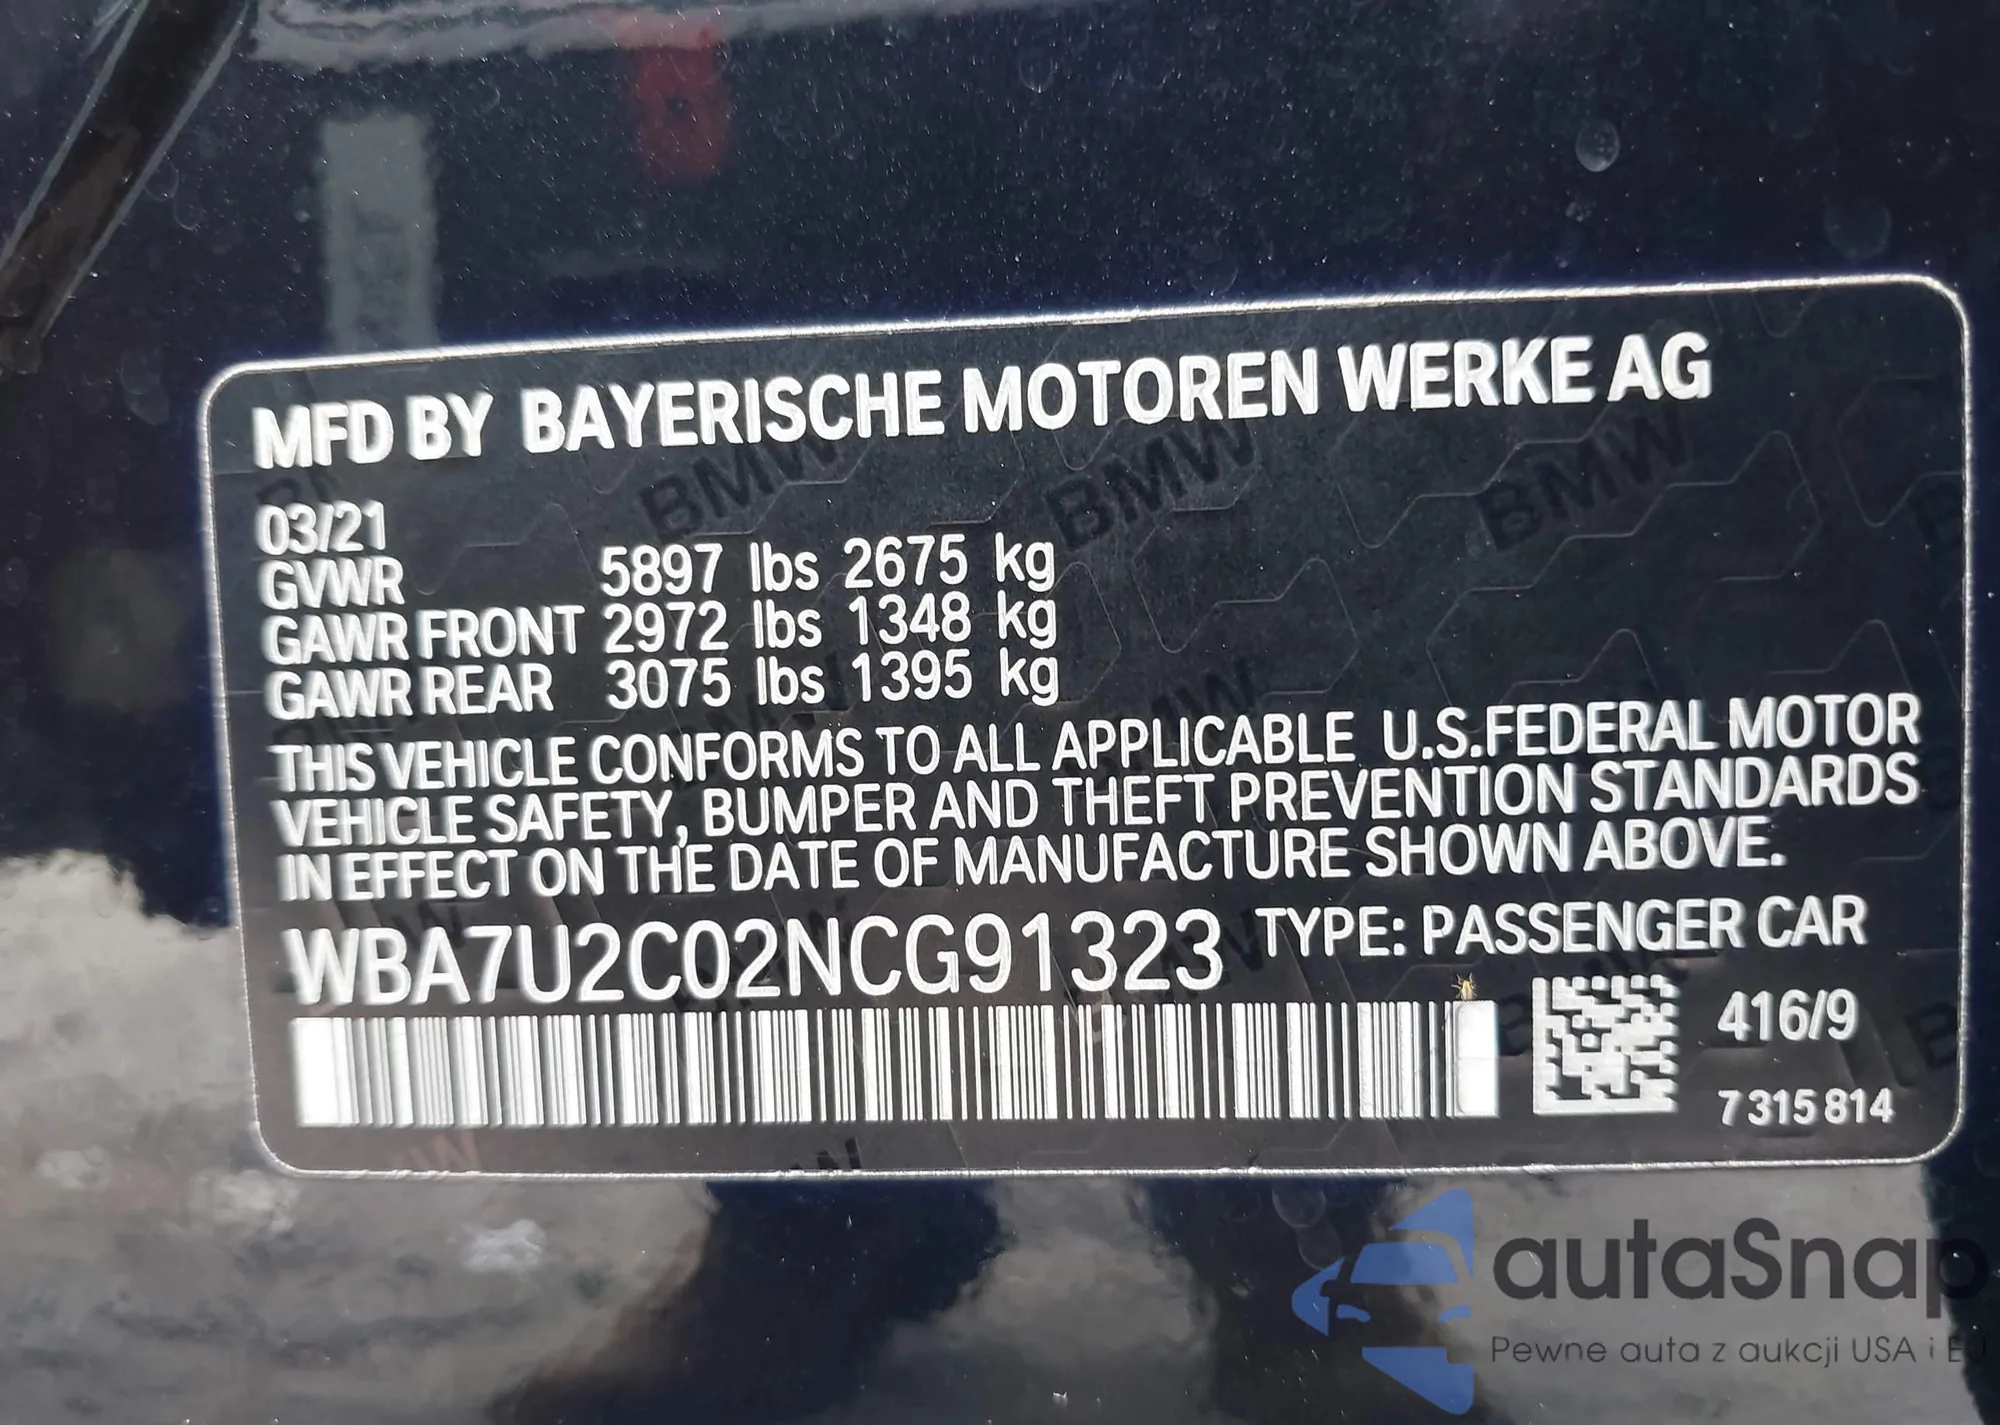 MFD BY BAYERISCHE MOTOREN WERKE AG
03/21
GVWR 5897 lbs 2675 kg
GAWR FRONT 2972 lbs 1348 kg
GAWR REAR 3075 lbs 1395 kg
THIS VEHICLE CONFORMS TO ALL APPLICABLE U.S.FEDERAL MOTOR
VEHICLE SAFETY, BUMPER AND THEFT PREVENTION STANDARDS
IN EFFECT ON THE DATE OF MANUFACTURE SHOWN ABOVE.
WBA7U2C02NCG91323 TYPE: PASSENGER CAR
416/9
7 315 814
autaSnap
Pewne auta z aukcji USA i EU